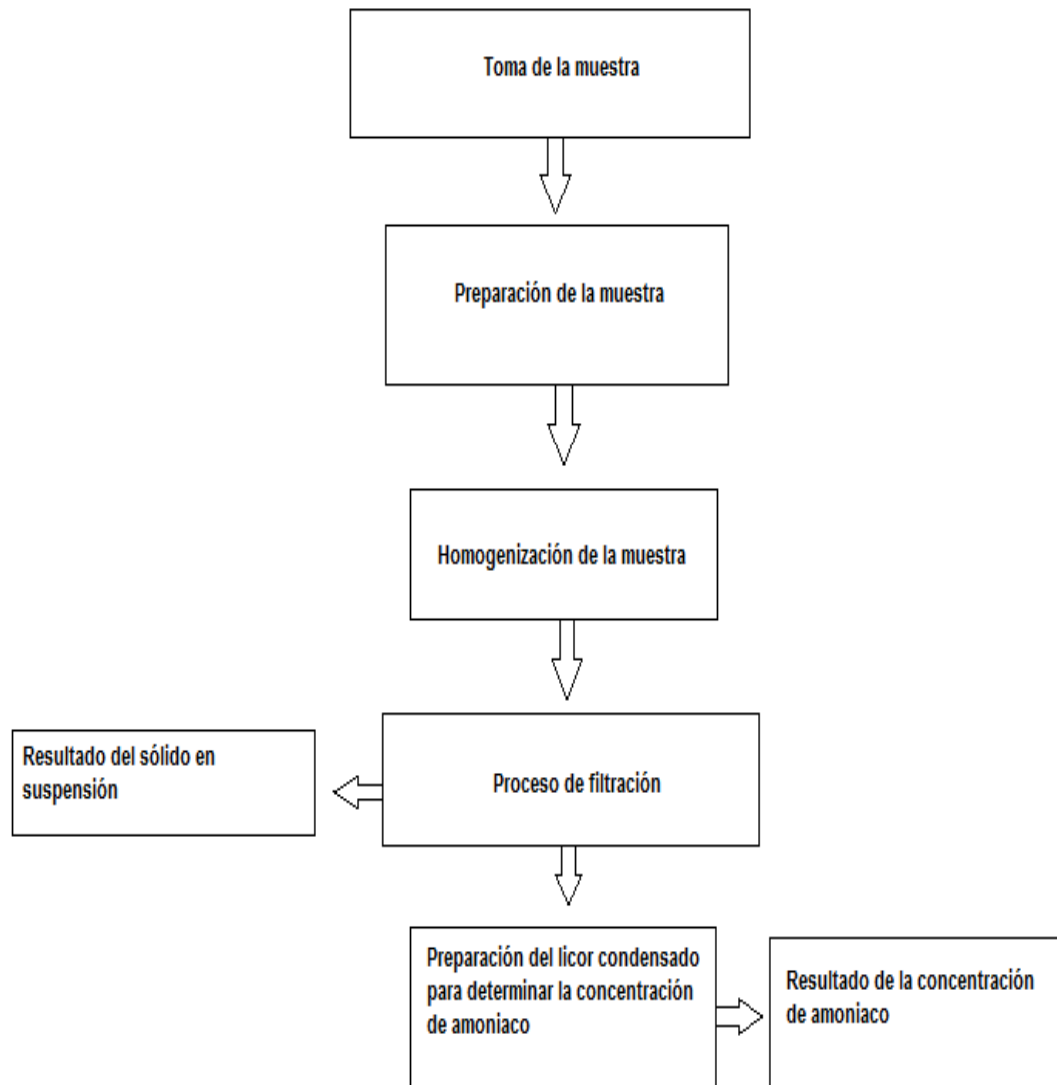 Toma de la muestra
Preparación de la muestra
Homogenización de la muestra
Proceso de filtración
Resultado del sólido en
suspensión
Preparación del licor condensado
para determinar la concentración
de amoniaco
Resultado de la concentración
de amoniaco